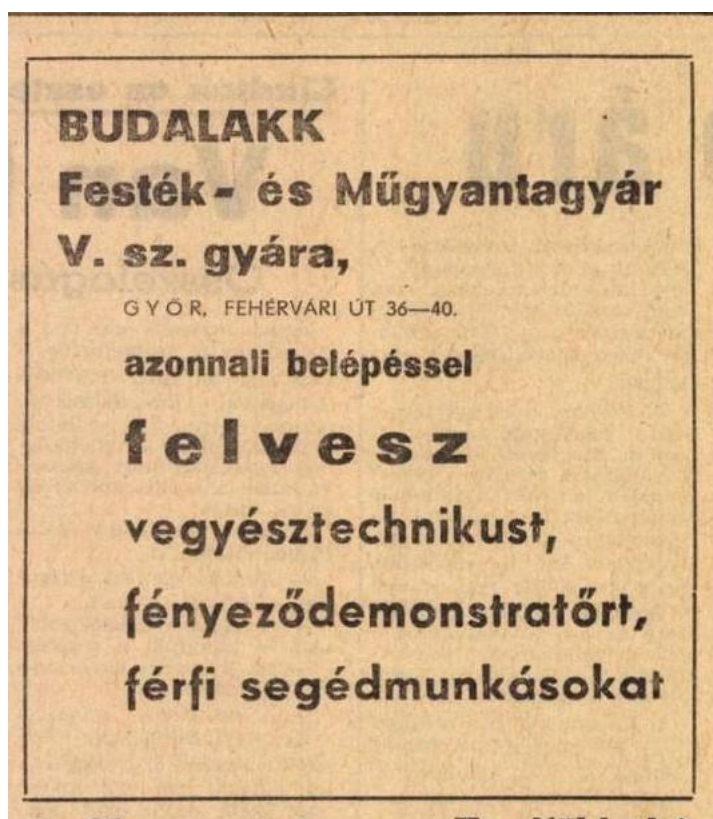 BUDALAKK
Festék- és Műgyantagyár
V. sz. gyára,
GYŐR, FEHÉRVÁRI ÚT 36—40.
azonnali belépéssel
felvesz
vegyésztechnikust,
fényeződemonstratőrt,
férfi segédmunkásokat